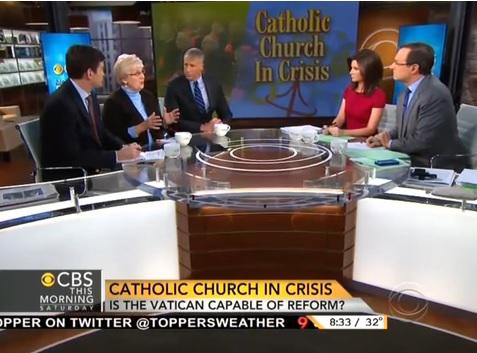 Catholic
Church
In Crisis
CBS
THIS
MORNING
SATURDAY
CATHOLIC CHURCH IN CRISIS
IS THE VATICAN CAPABLE OF REFORM?
OPPER ON TWITTER @TOPPERSWEATHER 9 8:33 / 32°